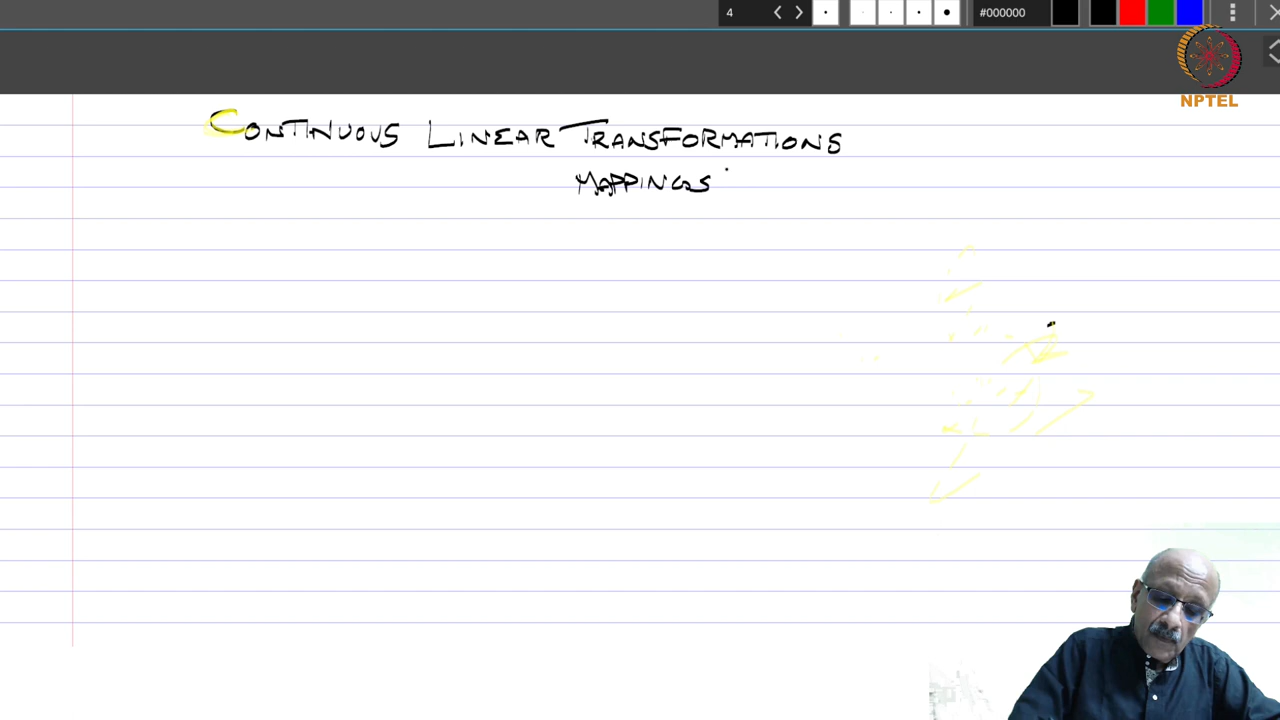 4
#000000
NPTEL
CONTINUOUS LINEAR TRANSFORMATIONS
MAPPINGS